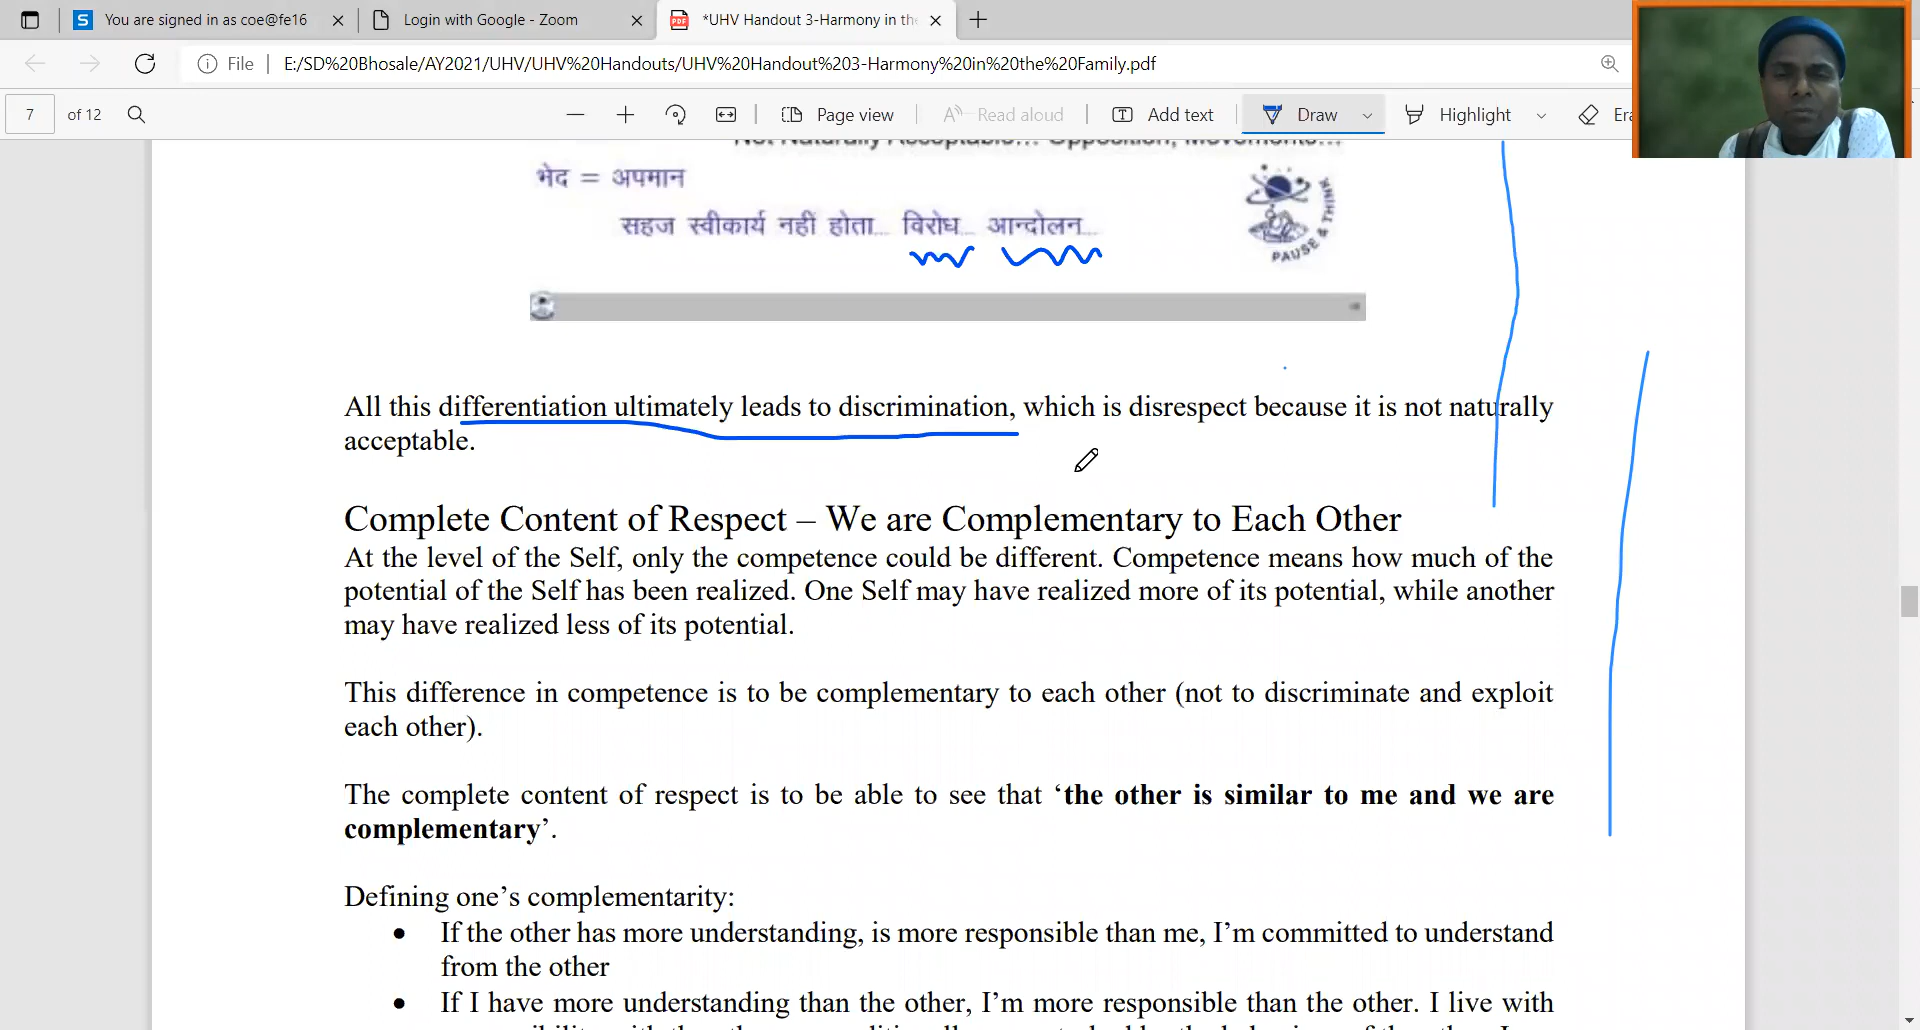 You are signed in as coe@fe16
Login with Google - Zoom
*UHV Handout 3-Harmony in the
File
E:/SD%20Bhosale/AY2021/UHV/UHV%20Handouts/UHV%20Handout%203-Harmony%20in%20the%20Family.pdf
7 of 12
Page view
Read aloud
Add text
Draw
Highlight
Era
Not Naturally Acceptable... Opposition, Movements...
भेद = अपमान
सहज स्वीकार्य नहीं होता... विरोध... आन्दोलन...
PAUSE & THINK
All this differentiation ultimately leads to discrimination, which is disrespect because it is not naturally
acceptable.
Complete Content of Respect – We are Complementary to Each Other
At the level of the Self, only the competence could be different. Competence means how much of the
potential of the Self has been realized. One Self may have realized more of its potential, while another
may have realized less of its potential.
This difference in competence is to be complementary to each other (not to discriminate and exploit
each other).
The complete content of respect is to be able to see that ‘the other is similar to me and we are
complementary’.
Defining one’s complementarity:
• If the other has more understanding, is more responsible than me, I’m committed to understand
from the other
• If I have more understanding than the other, I’m more responsible than the other. I live with